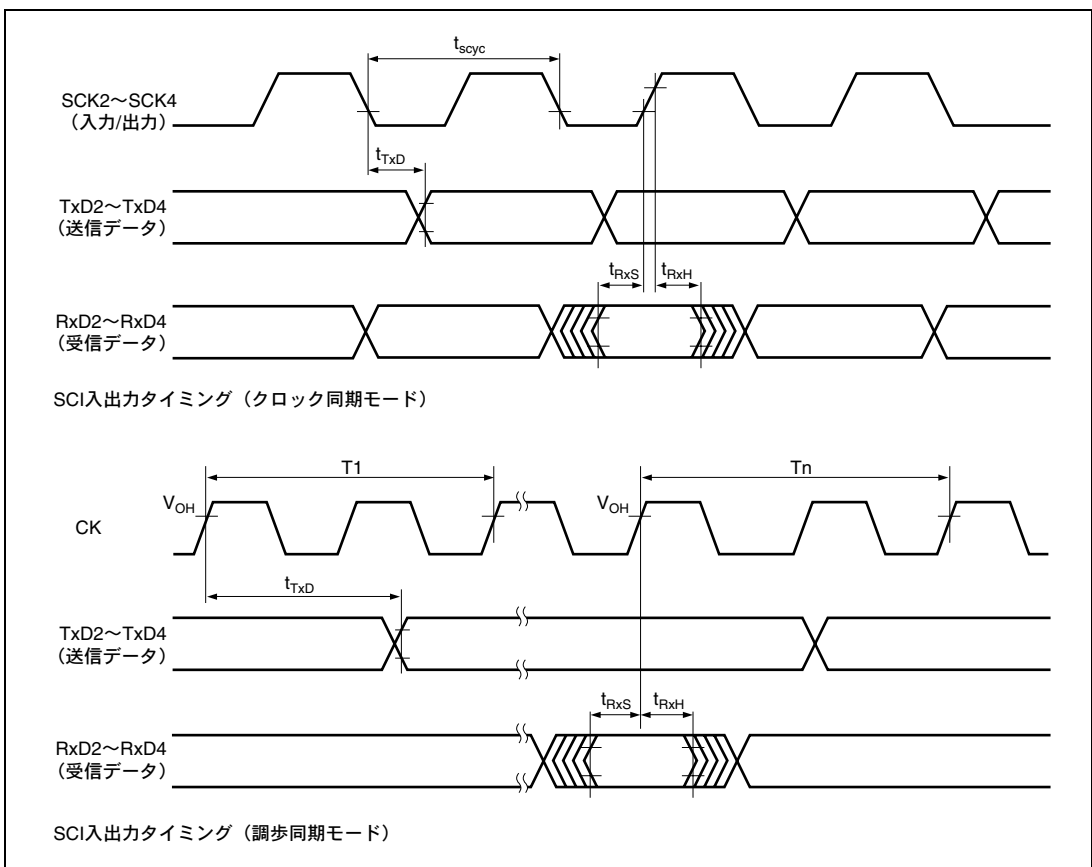 tscyc
SCK2～SCK4
（入力/出力）
tTxD
TxD2～TxD4
（送信データ）
tRxS
tRxH
RxD2～RxD4
（受信データ）
SCI入出力タイミング（クロック同期モード）
T1
Tn
VOH
VOH
CK
tTxD
TxD2～TxD4
（送信データ）
tRxS
tRxH
RxD2～RxD4
（受信データ）
SCI入出力タイミング（調歩同期モード）